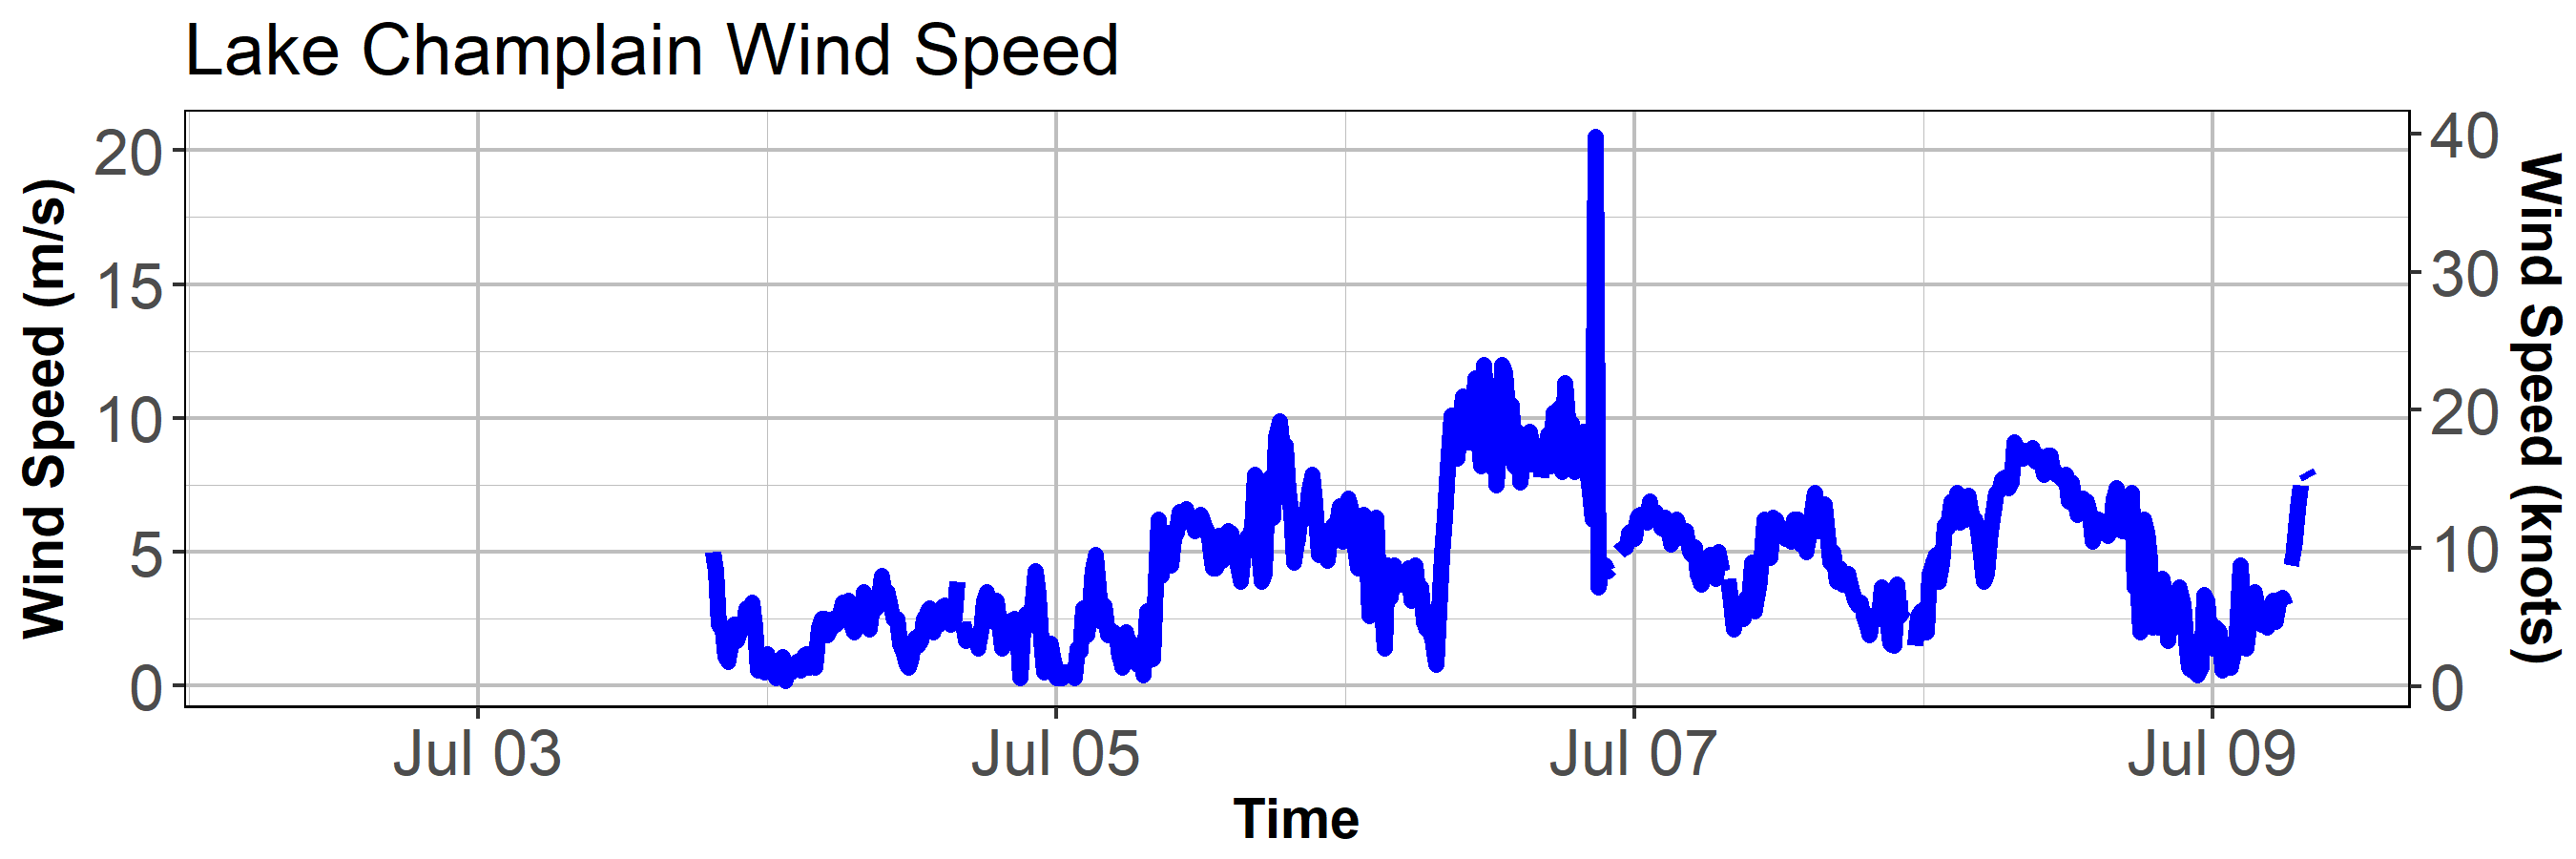 Lake Champlain Wind Speed
Wind Speed (m/s)
20
15
10
5
0
40
30
20
10
0
Wind Speed (knots)
Jul 03
Jul 05
Jul 07
Jul 09
Time